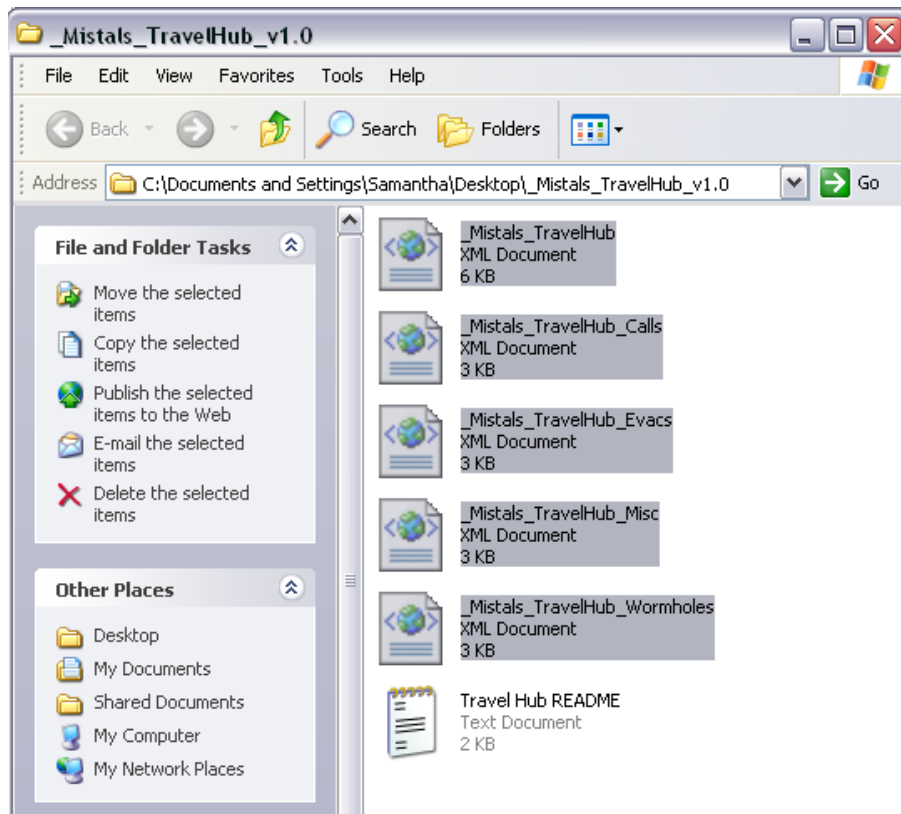 _Mistals_TravelHub_v1.0
File Edit View Favorites Tools Help
Back Search Folders
Address C:\Documents and Settings\Samantha\Desktop\_Mistals_TravelHub_v1.0 Go
File and Folder Tasks
Move the selected
items
Copy the selected
items
Publish the selected
items to the Web
E-mail the selected
items
Delete the selected
items
Other Places
Desktop
My Documents
Shared Documents
My Computer
My Network Places
_Mistals_TravelHub
XML Document
6 KB
_Mistals_TravelHub_Calls
XML Document
3 KB
_Mistals_TravelHub_Evacs
XML Document
3 KB
_Mistals_TravelHub_Misc
XML Document
3 KB
_Mistals_TravelHub_Wormholes
XML Document
3 KB
Travel Hub README
Text Document
2 KB